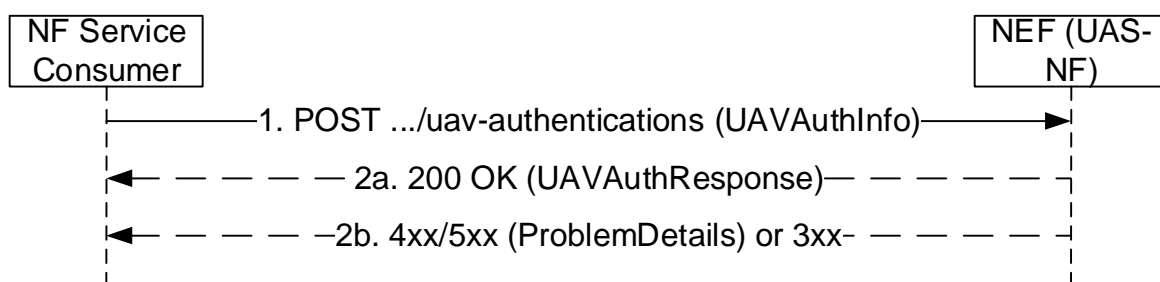 NF Service
Consumer
NEF (UAS-
NF)
1. POST .../uav-authentications (UAVAuthInfo)
2a. 200 OK (UAVAuthResponse)
2b. 4xx/5xx (ProblemDetails) or 3xx